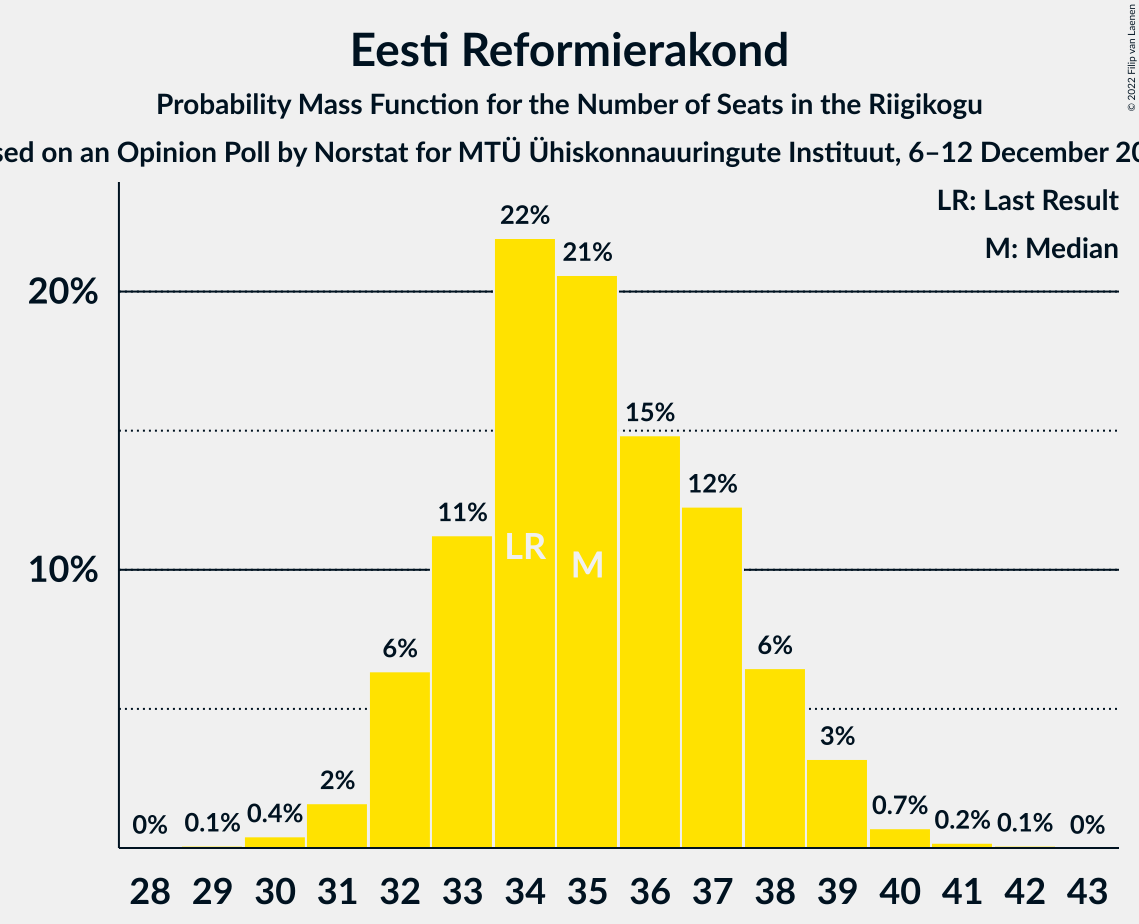 Eesti Reformierakond
Probability Mass Function for the Number of Seats in the Riigikogu
on an Opinion Poll by Norstat for MTÜ Ühiskonnauuringute Instituut, 6–12 December
© 2022 Filip van Laenen
LR: Last Result
M: Median
20%
10%
0%
0.1%
0.4%
2%
6%
11%
22%
21%
15%
12%
6%
3%
0.7%
0.2%
0.1%
0%
LR
M
28 29 30 31 32 33 34 35 36 37 38 39 40 41 42 43